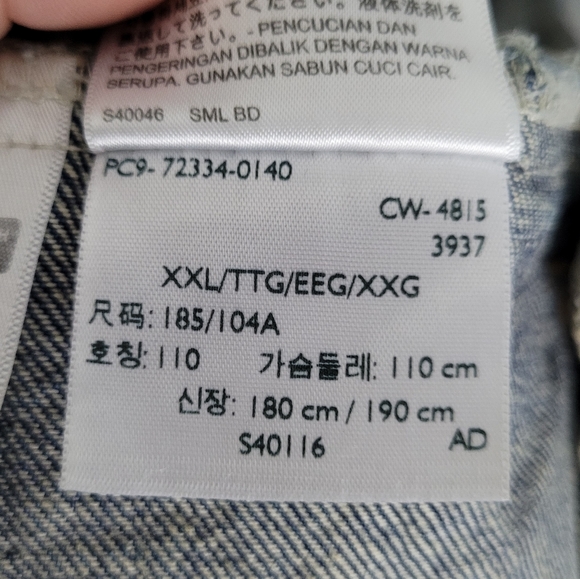 無して洗ってください。液体洗剤を
ご使用下さい。- PENCUCIAN DAN
PENGERINGAN DIBALIK DENGAN WARNA
SERUPA. GUNAKAN SABUN CUCI CAIR.
S40046 SML BD
PC9- 72334-0140
CW- 4815
3937
XXL/TTG/EEG/XXG
尺码: 185/104A
호칭: 110 가슴둘레: 110 cm
신장: 180 cm / 190 cm
S40116 AD